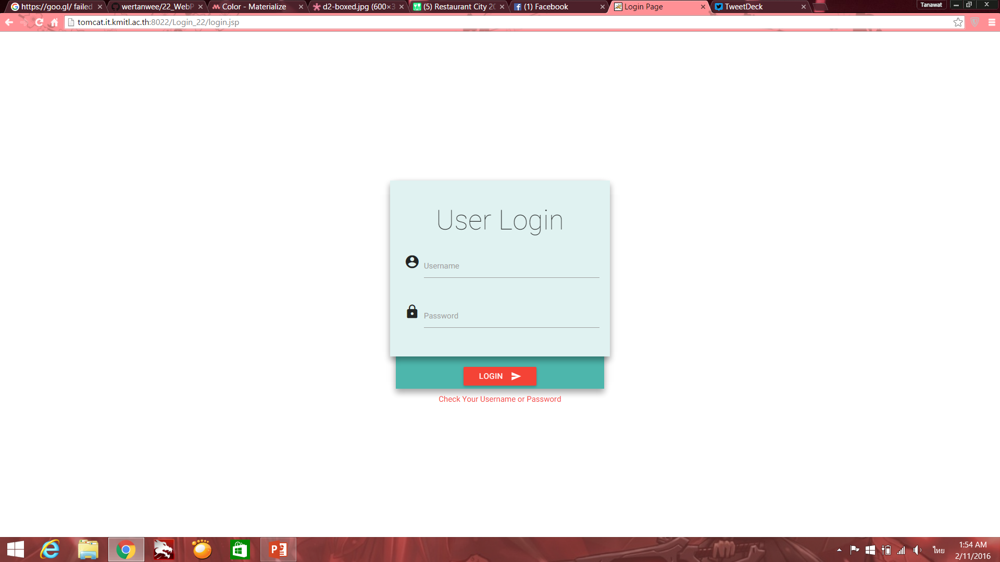 https://goo.gl/ failed
wertanwee/22_WebP
Color - Materialize
d2-boxed.jpg (600×3
(5) Restaurant City 20
(1) Facebook
Login Page
TweetDeck
Tanawat
tomcat.it.kmitl.ac.th:8022/Login_22/login.jsp
User Login
Username
Password
LOGIN
Check Your Username or Password
ไทย
1:54 AM
2/11/2016